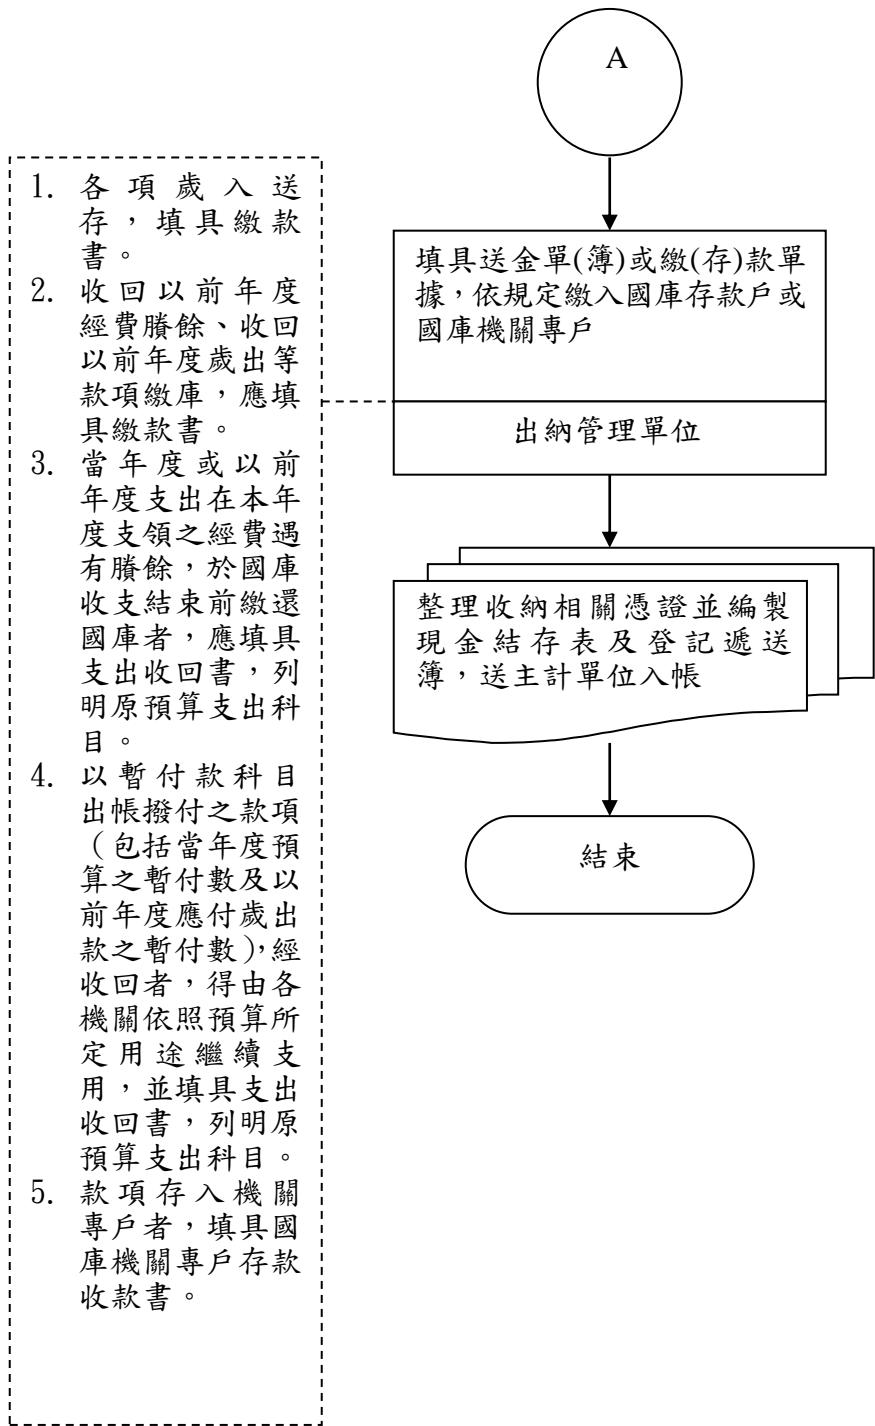 A
填具送金單(簿)或繳(存)款單
據，依規定繳入國庫存款戶或
國庫機關專戶
出納管理單位
整理收納相關憑證並編製
現金結存表及登記遞送
簿，送主計單位入帳
結束
1. 各項歲入送
存，填具繳款
書。
2. 收回以前年度
經費賸餘、收回
以前年度歲出等
款項繳庫，應填
具繳款書。
3. 當年度或以前
年度支出在本年
度支領之經費遇
有賸餘，於國庫
收支結束前繳還
國庫者，應填具
支出收回書，列
明原預算支出科
目。
4. 以暫付款科目
出帳撥付之款項
（包括當年度預
算之暫付數及以
前年度應付歲出
款之暫付數），經
收回者，得由各
機關依照預算所
定用途繼續支
用，並填具支出
收回書，列明原
預算支出科目。
5. 款項存入機關
專戶者，填具國
庫機關專戶存款
收款書。